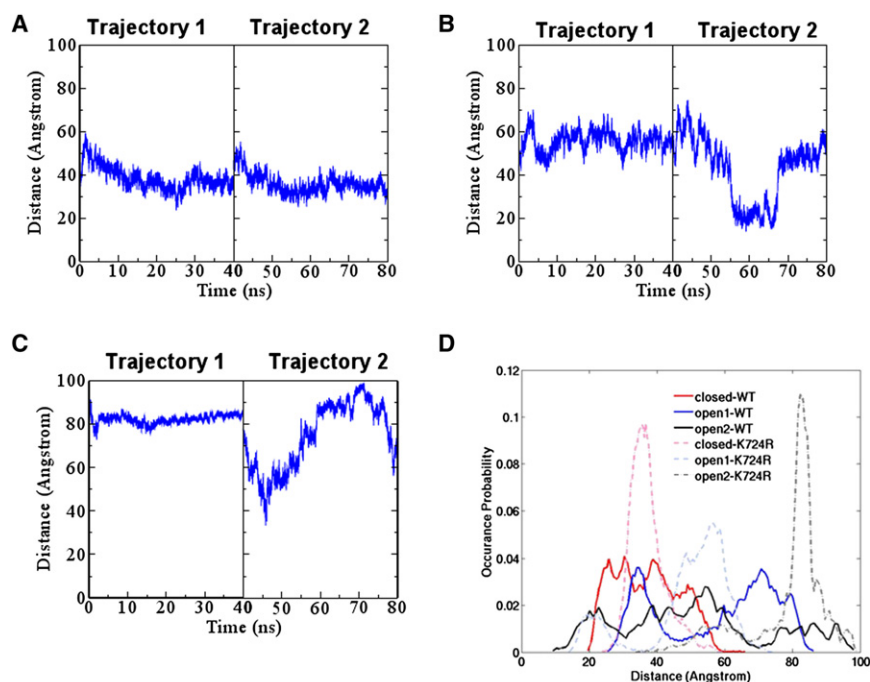 A
Trajectory 1 Trajectory 2
100
80
60
40
20
0
Distance (Angstrom)
0 10 20 30 40 50 60 70 80
Time (ns)
B
Trajectory 1 Trajectory 2
100
80
60
40
20
0
Distance (Angstrom)
0 10 20 30 40 50 60 70 80
Time (ns)
C
Trajectory 1 Trajectory 2
100
80
60
40
20
0
Distance (Angstrom)
0 10 20 30 40 50 60 70 80
Time (ns)
D
0.12
0.1
0.08
0.06
0.04
0.02
0
Occurance Probability
closed-WT
open1-WT
open2-WT
closed-K724R
open1-K724R
open2-K724R
0 20 40 60 80 100
Distance (Angstrom)